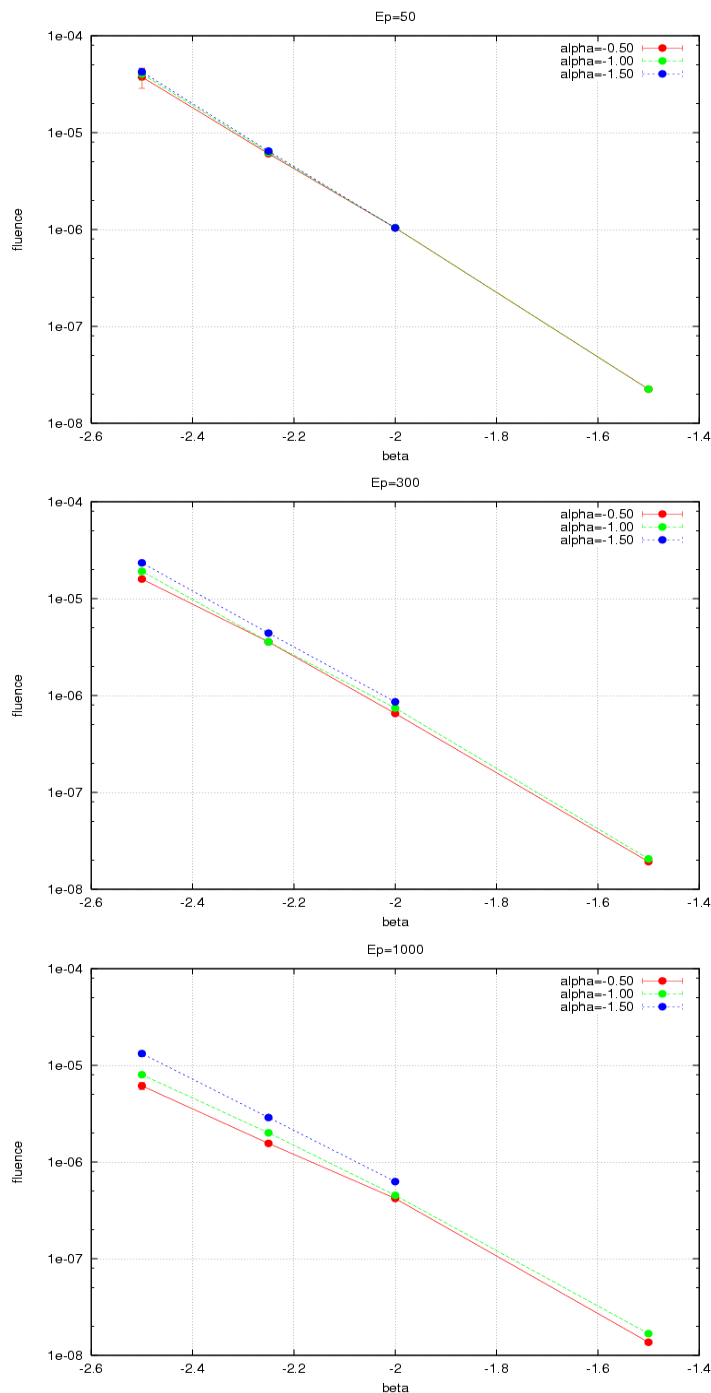 Ep=50
1e-04
1e-05
1e-06
1e-07
1e-08
fluence
alpha=-0.50
alpha=-1.00
alpha=-1.50
-2.6 -2.4 -2.2 -2 -1.8 -1.6 -1.4
beta
Ep=300
1e-04
1e-05
1e-06
1e-07
1e-08
fluence
alpha=-0.50
alpha=-1.00
alpha=-1.50
-2.6 -2.4 -2.2 -2 -1.8 -1.6 -1.4
beta
Ep=1000
1e-04
1e-05
1e-06
1e-07
1e-08
fluence
alpha=-0.50
alpha=-1.00
alpha=-1.50
-2.6 -2.4 -2.2 -2 -1.8 -1.6 -1.4
beta